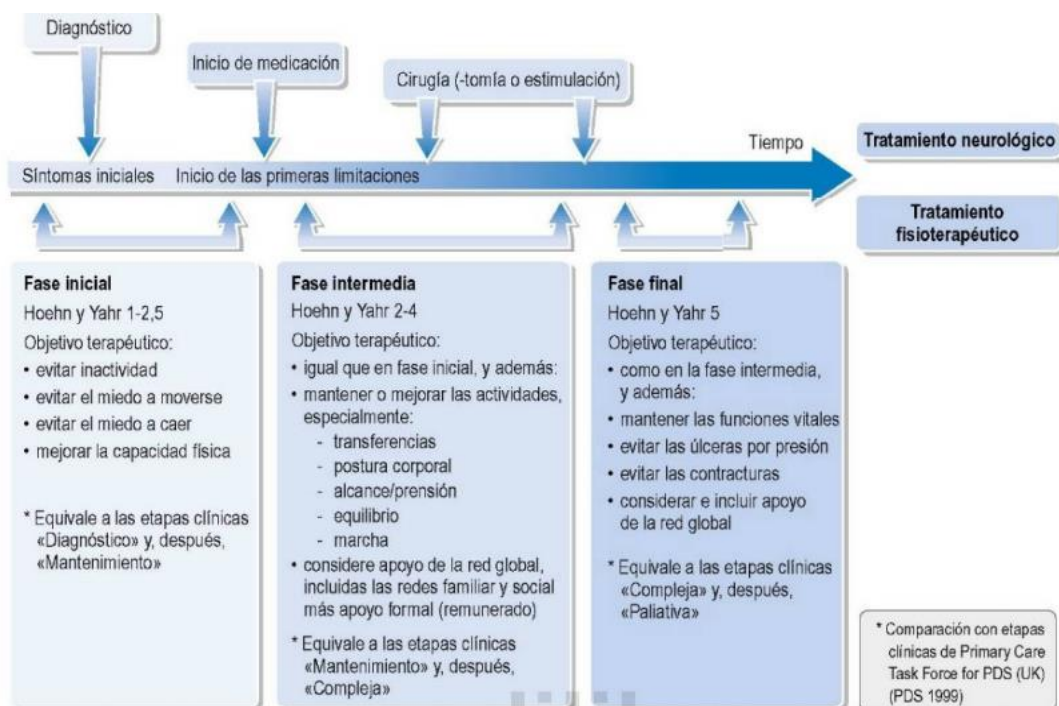 Diagnóstico
Inicio de medicación
Cirugía (-tomía o estimulación)
Tiempo
Síntomas iniciales
Inicio de las primeras limitaciones
Tratamiento neurológico
Tratamiento
fisioterapéutico
Fase inicial
Hoehn y Yahr 1-2,5
Objetivo terapéutico:
• evitar inactividad
• evitar el miedo a moverse
• evitar el miedo a caer
• mejorar la capacidad física
* Equivale a las etapas clínicas
«Diagnóstico» y, después,
«Mantenimiento»
Fase intermedia
Hoehn y Yahr 2-4
Objetivo terapéutico:
• igual que en fase inicial, y además:
• mantener o mejorar las actividades,
especialmente:
- transferencias
- postura corporal
- alcance/prensión
- equilibrio
- marcha
• considere apoyo de la red global,
incluidas las redes familiar y social
más apoyo formal (remunerado)
* Equivale a las etapas clínicas
«Mantenimiento» y, después,
«Compleja»
Fase final
Hoehn y Yahr 5
Objetivo terapéutico:
• como en la fase intermedia,
y además:
• mantener las funciones vitales
• evitar las úlceras por presión
• evitar las contracturas
• considerar e incluir apoyo
de la red global
* Equivale a las etapas clínicas
«Compleja» y, después,
«Paliativa»
* Comparación con etapas
clínicas de Primary Care
Task Force for PDS (UK)
(PDS 1999)